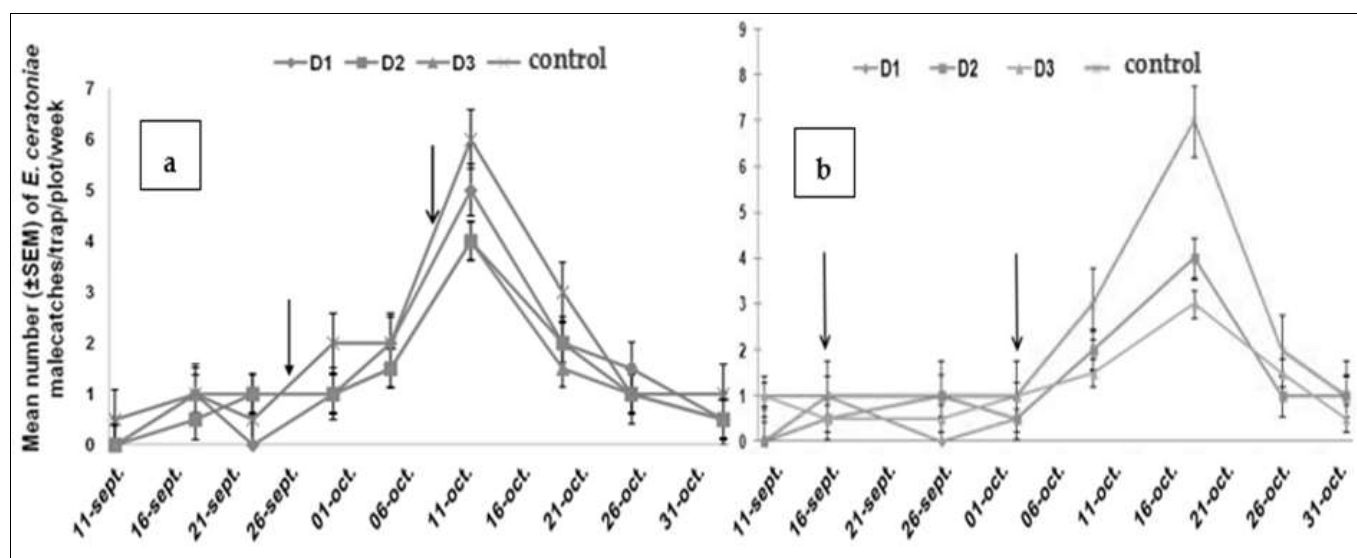 D1 D2 D3 control
Mean number (±SEM) of E. ceratoniae
malecatches/trap/plot/week
7
6
5
4
3
2
1
0
a
11-sept.
16-sept.
21-sept.
26-sept.
01-oct.
06-oct.
11-oct.
16-oct.
21-oct.
26-oct.
31-oct.
D1 D2 D3 control
9
8
7
6
5
4
3
2
1
0
b
11-sept.
16-sept.
21-sept.
26-sept.
01-oct.
06-oct.
11-oct.
16-oct.
21-oct.
26-oct.
31-oct.